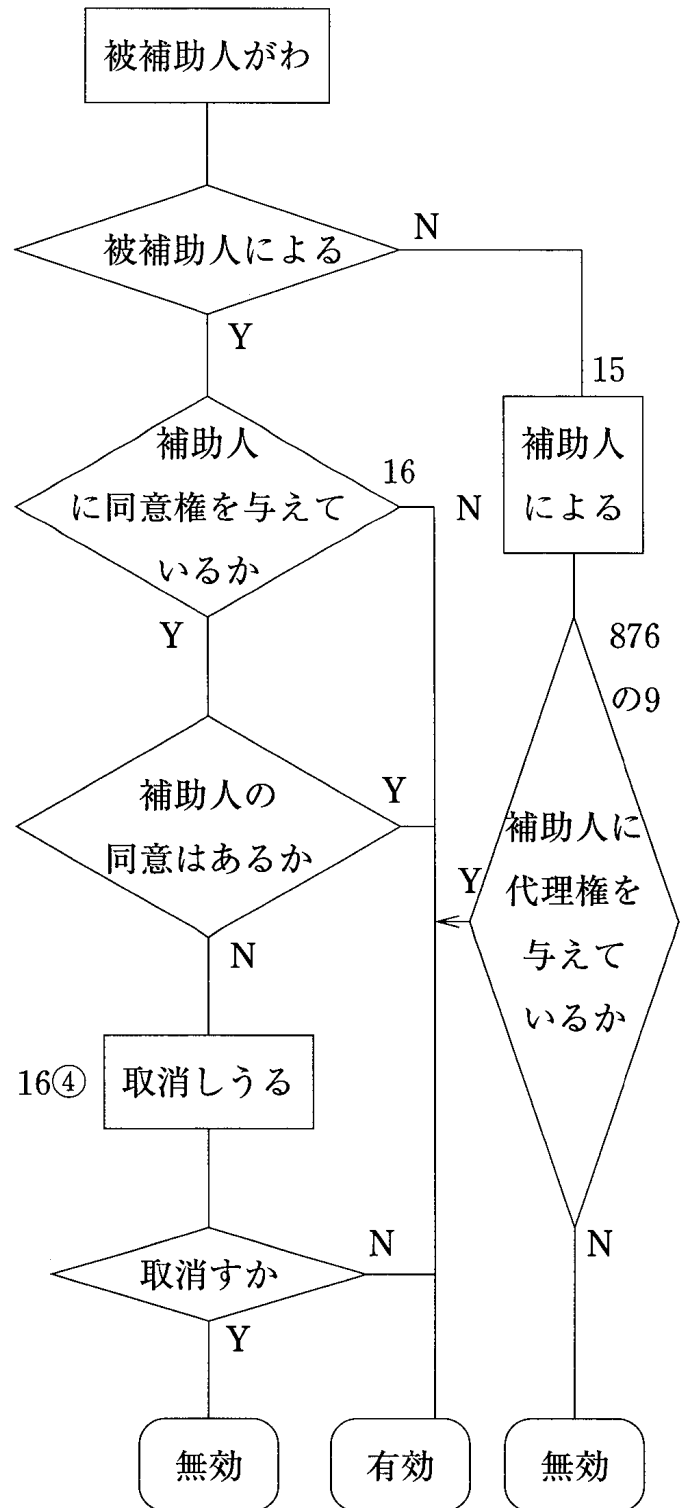 被補助人がわ
被補助人による
N
Y
15
補助人
に同意権を与えて
いるか
16
N
補助人
による
Y
876
の9
補助人の
同意はあるか
Y
補助人に
代理権を
与えて
いるか
Y
N
16④
取消しうる
取消すか
N
N
Y
無効
有効
無効